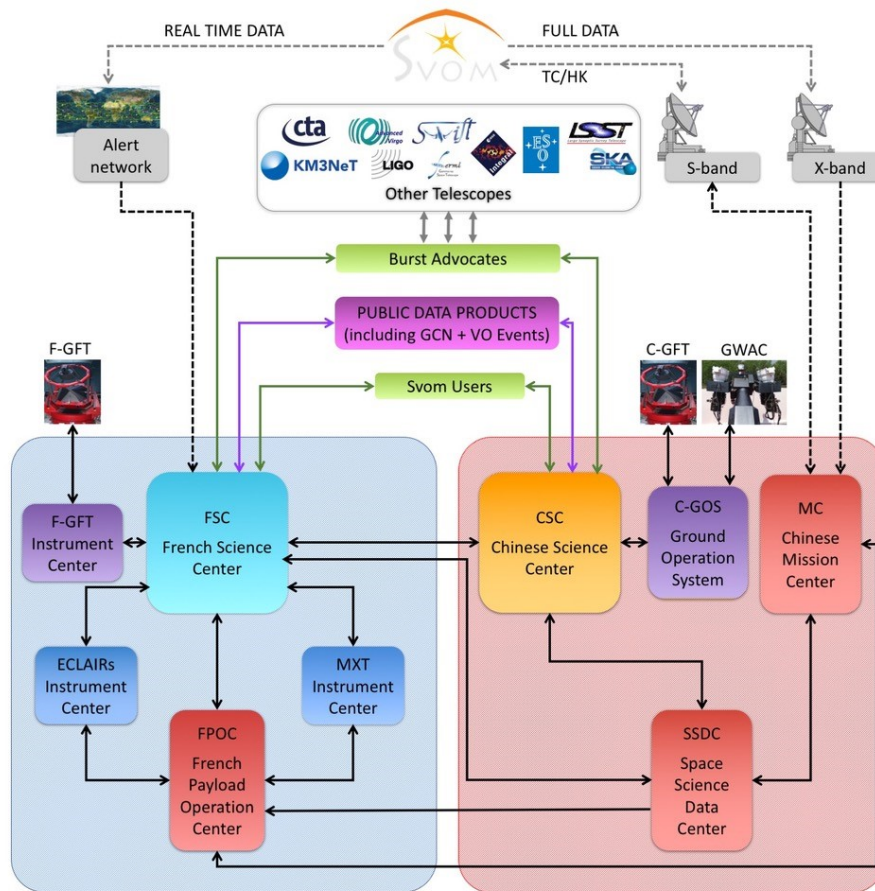 REAL TIME DATA
FULL DATA
SVOM
TC/HK
Alert
network
cta
Advanced
Virgo
Swift
integral
ESO
LSST
KM3NeT
LIGO
Fermi
SKA
Other Telescopes
S-band
X-band
Burst Advocates
PUBLIC DATA PRODUCTS
(including GCN + VO Events)
F-GFT
C-GFT
GWAC
Svom Users
F-GFT
Instrument
Center
FSC
French Science
Center
CSC
Chinese Science
Center
C-GOS
Ground
Operation
System
MC
Chinese
Mission
Center
ECLAIRs
Instrument
Center
MXT
Instrument
Center
FPOC
French
Payload
Operation
Center
SSDC
Space
Science
Data
Center